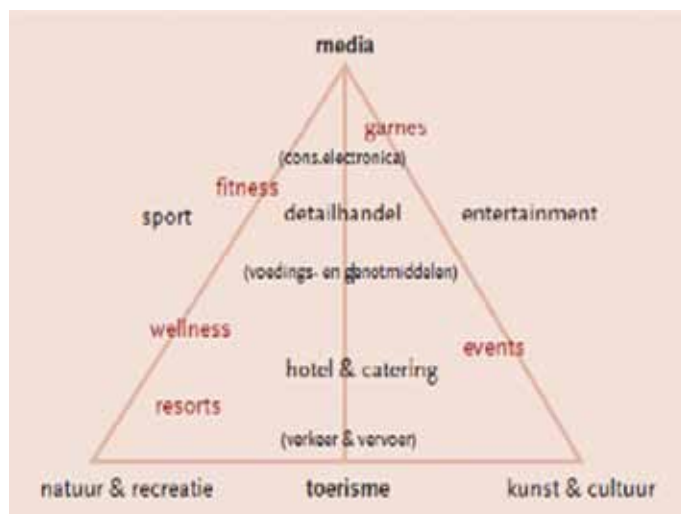 media
games
(cons.electronica)
fitness
sport detailhandel entertainment
(voedings- en genotmiddelen)
wellness
events
hotel & catering
resorts
(verkeer & vervoer)
natuur & recreatie toerisme kunst & cultuur